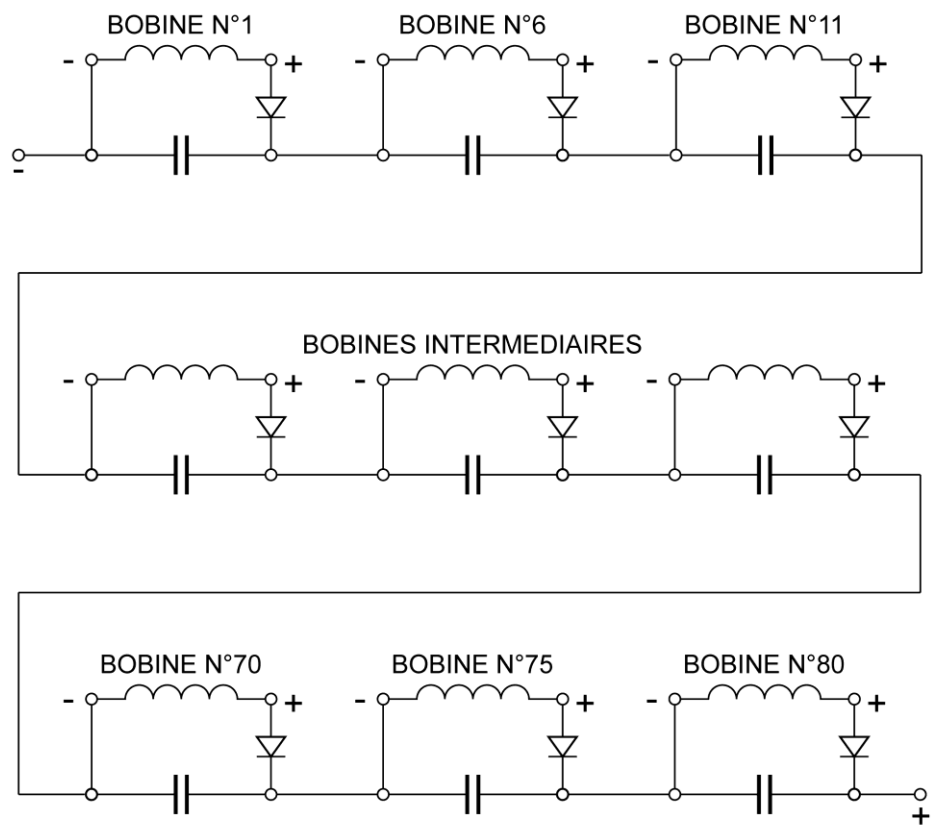 BOBINE N°1 BOBINE N°6 BOBINE N°11
- + - + - +
-
BOBINES INTERMEDIAIRES
- + - + - +
BOBINE N°70 BOBINE N°75 BOBINE N°80
- + - + - +
+